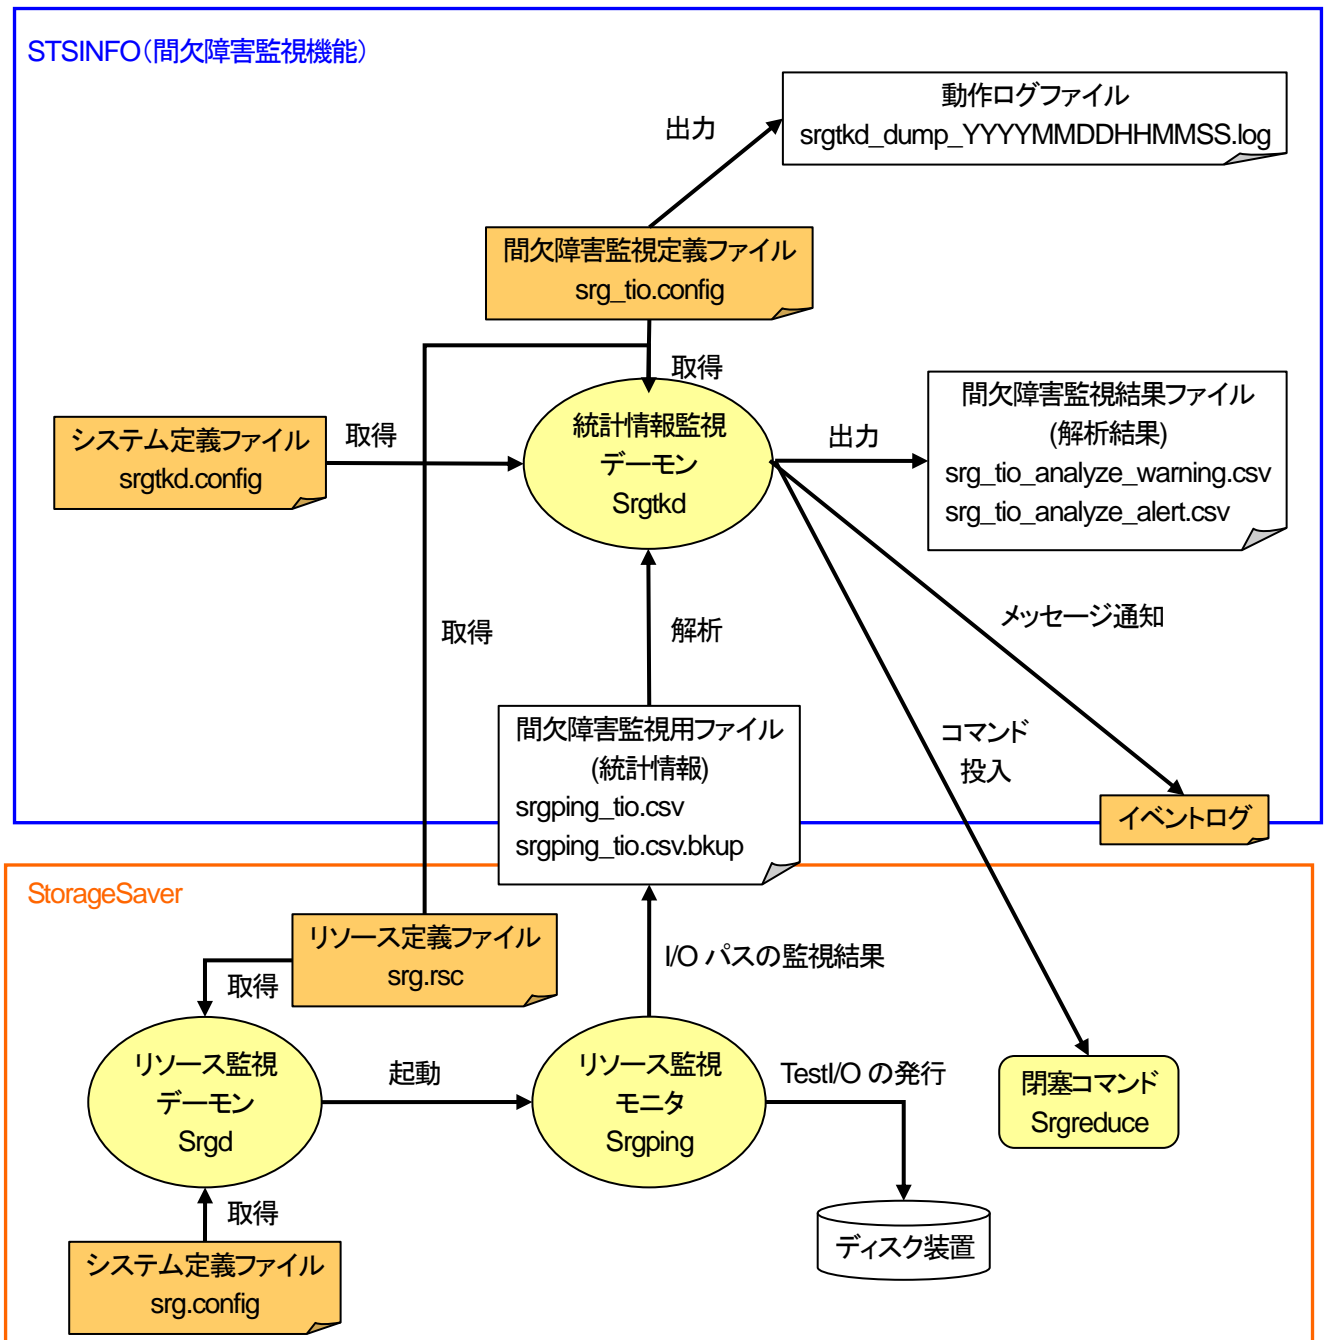 STSINFO（間欠障害監視機能）
動作ログファイル
srgtkd_dump_YYYYMMDDHHMMSS.log
出力
間欠障害監視定義ファイル
srg_tio.config
取得
システム定義ファイル
srgtkd.config
取得
統計情報監視
デーモン
Srgtkd
出力
間欠障害監視結果ファイル
(解析結果)
srg_tio_analyze_warning.csv
srg_tio_analyze_alert.csv
取得
解析
メッセージ通知
コマンド
投入
間欠障害監視用ファイル
(統計情報)
srgping_tio.csv
srgping_tio.csv.bkup
イベントログ
StorageSaver
リソース定義ファイル
srg.rsc
取得
I/O パスの監視結果
リソース監視
デーモン
Srgd
起動
リソース監視
モニタ
Srgping
TestI/O の発行
閉塞コマンド
Srgreduce
取得
ディスク装置
システム定義ファイル
srg.config